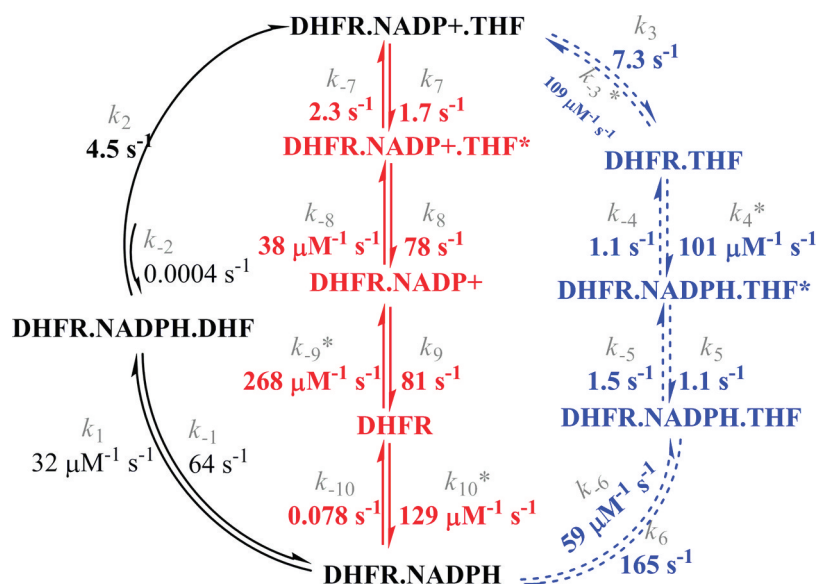 DHFR.NADP+.THF
k₃
7.3 s⁻¹
k₋₃*
109 μM⁻¹s⁻¹
k₂
4.5 s⁻¹
k₋₂
0.0004 s⁻¹
k₋₇ k₇
2.3 s⁻¹ 1.7 s⁻¹
DHFR.NADP+.THF*
k₋₈ k₈
38 μM⁻¹ s⁻¹ 78 s⁻¹
DHFR.NADP+
k₋₉* k₉
268 μM⁻¹ s⁻¹ 81 s⁻¹
DHFR
k₋₁₀ k₁₀*
0.078 s⁻¹ 129 μM⁻¹ s⁻¹
DHFR.THF
k₋₄ k₄*
1.1 s⁻¹ 101 μM⁻¹ s⁻¹
DHFR.NADPH.THF*
k₋₅ k₅
1.5 s⁻¹ 1.1 s⁻¹
DHFR.NADPH.THF
k₋₆
59 μM⁻¹ s⁻¹
k₆
165 s⁻¹
DHFR.NADPH.DHF
k₁ k₋₁
32 μM⁻¹ s⁻¹ 64 s⁻¹
DHFR.NADPH